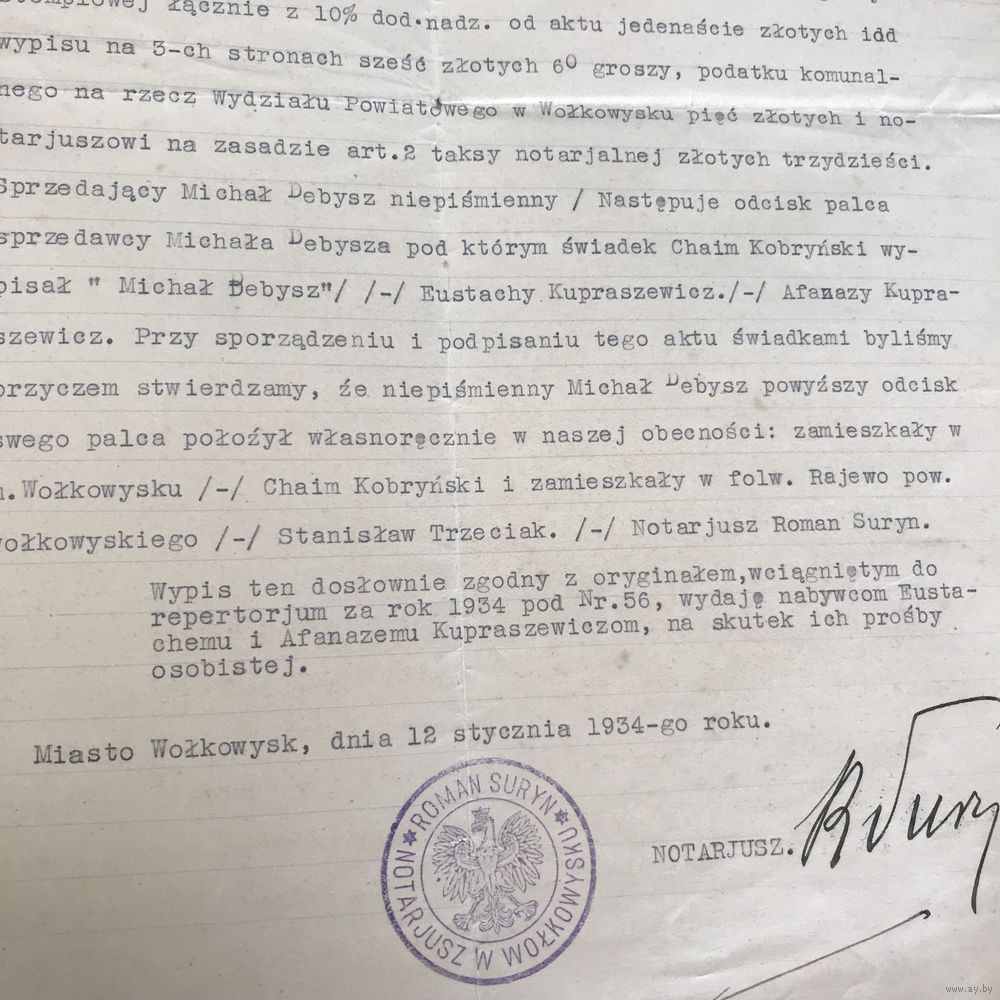 łącznie z 10% dod.nadz. od aktu jedenaście złotych idd
wypisu na 3-ch stronach sześć złotych 60 groszy, podatku komunal-
nego na rzecz Wydziału Powiatowego w Wołkowysku pięć złotych i no-
tarjuszowi na zasadzie art.2 taksy notarjalnej złotych trzydzieści.
Sprzedający Michał Debysz niepiśmienny / Następuje odcisk palca
sprzedawcy Michała Debysza pod którym świadek Chaim Kobryński wy-
pisał " Michał Debysz"/ /-/ Eustachy Kupraszewicz./-/ Afanazy Kupra-
szewicz. Przy sporządzeniu i podpisaniu tego aktu świadkami byliśmy
przyczem stwierdzamy, że niepiśmienny Michał Debysz powyższy odcisk
swego palca położył własnoręcznie w naszej obecności: zamieszkały w
m.Wołkowysku /-/ Chaim Kobryński i zamieszkały w folw. Rajewo pow.
wołkowyskiego /-/ Stanisław Trzeciak. /-/ Notarjusz Roman Suryn.
Wypis ten dosłownie zgodny z oryginałem,wciągniętym do
repertorjum za rok 1934 pod Nr.56, wydaję nabywcom Eusta-
chemu i Afanazemu Kupraszewiczom, na skutek ich prośby
osobistej.
Miasto Wołkowysk, dnia 12 stycznia 1934-go roku.
ROMAN SURYN
NOTARJUSZ W WOŁKOWYSKU
NOTARJUSZ.
www.ay.by